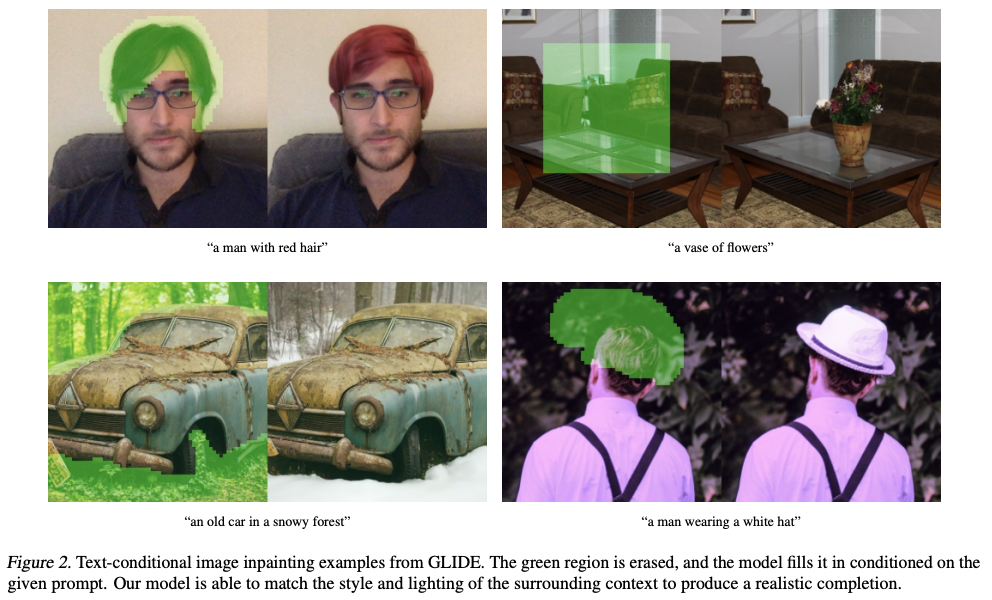 “a man with red hair”
“a vase of flowers”
“an old car in a snowy forest”
“a man wearing a white hat”
Figure 2. Text-conditional image inpainting examples from GLIDE. The green region is erased, and the model fills it in conditioned on the
given prompt. Our model is able to match the style and lighting of the surrounding context to produce a realistic completion.